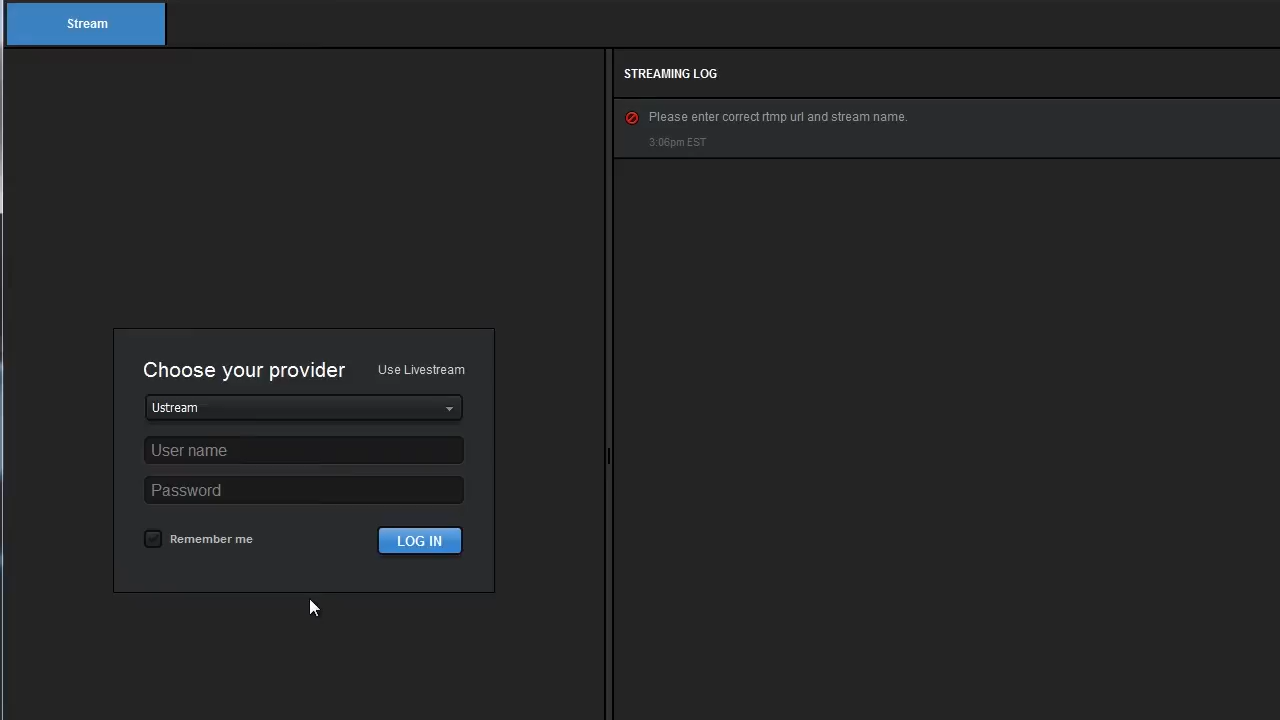 Stream
STREAMING LOG
Please enter correct rtmp url and stream name.
3:06pm EST
Choose your provider
Use Livestream
Ustream
User name
Password
Remember me
LOG IN